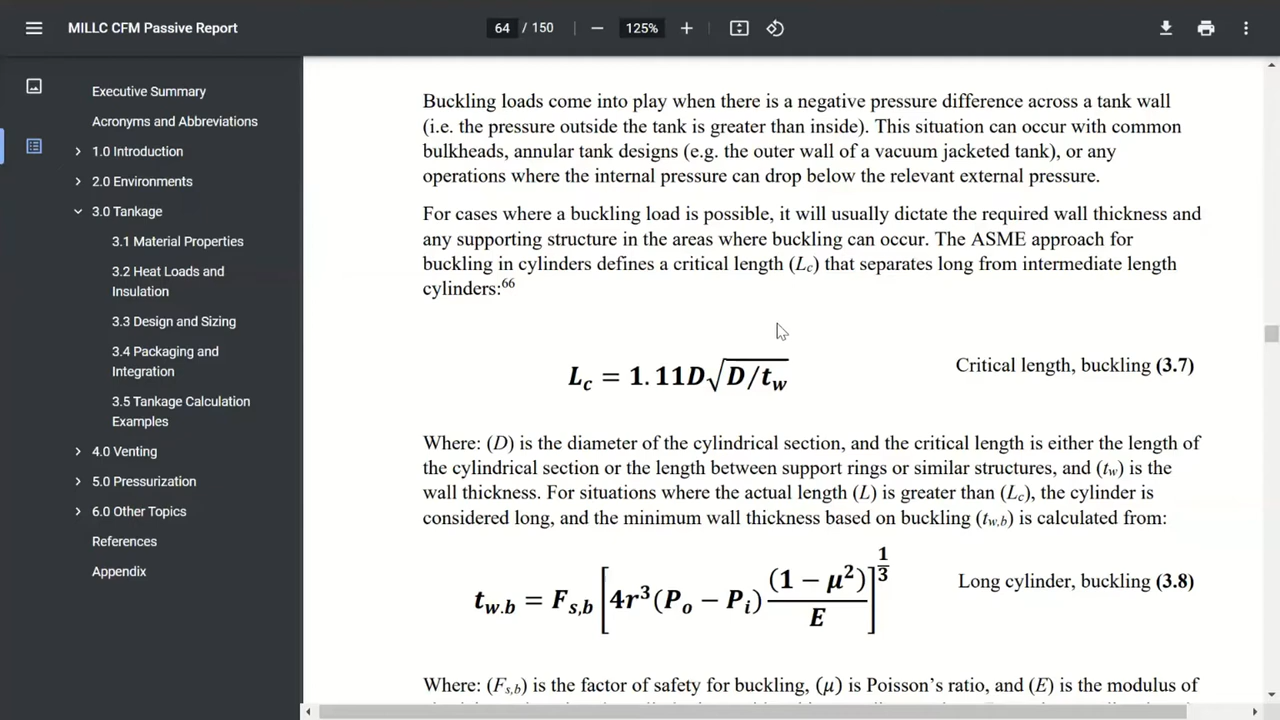 MILLC CFM Passive Report
64 / 150
125%
Executive Summary
Acronyms and Abbreviations
1.0 Introduction
2.0 Environments
3.0 Tankage
3.1 Material Properties
3.2 Heat Loads and
Insulation
3.3 Design and Sizing
3.4 Packaging and
Integration
3.5 Tankage Calculation
Examples
4.0 Venting
5.0 Pressurization
6.0 Other Topics
References
Appendix
Buckling loads come into play when there is a negative pressure difference across a tank wall
(i.e. the pressure outside the tank is greater than inside). This situation can occur with common
bulkheads, annular tank designs (e.g. the outer wall of a vacuum jacketed tank), or any
operations where the internal pressure can drop below the relevant external pressure.
For cases where a buckling load is possible, it will usually dictate the required wall thickness and
any supporting structure in the areas where buckling can occur. The ASME approach for
buckling in cylinders defines a critical length (Lc) that separates long from intermediate length
cylinders:66
Lc = 1.11D√D/tw
Critical length, buckling (3.7)
Where: (D) is the diameter of the cylindrical section, and the critical length is either the length of
the cylindrical section or the length between support rings or similar structures, and (tw) is the
wall thickness. For situations where the actual length (L) is greater than (Lc), the cylinder is
considered long, and the minimum wall thickness based on buckling (tw,b) is calculated from:
tw.b = Fs,b [4r³(Po − Pi) (1 − μ²)/E]^1/3
Long cylinder, buckling (3.8)
Where: (Fs,b) is the factor of safety for buckling, (μ) is Poisson's ratio, and (E) is the modulus of